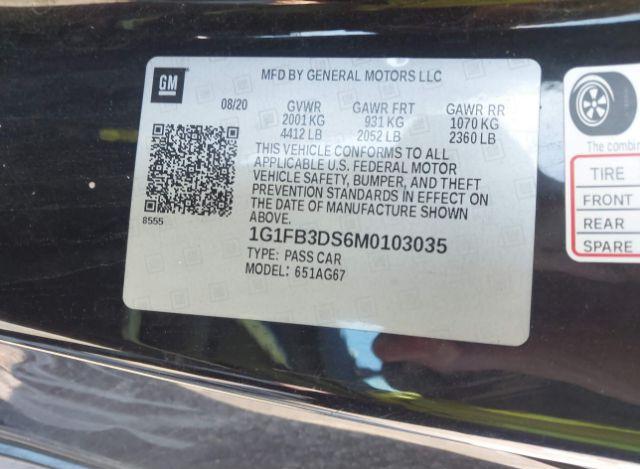 GM
MFD BY GENERAL MOTORS LLC
08/20 GVWR GAWR FRT GAWR RR
2001 KG 931 KG 1070 KG
4412 LB 2052 LB 2360 LB
THIS VEHICLE CONFORMS TO ALL
APPLICABLE U.S. FEDERAL MOTOR
VEHICLE SAFETY, BUMPER, AND THEFT
PREVENTION STANDARDS IN EFFECT ON
THE DATE OF MANUFACTURE SHOWN
ABOVE.
8555
1G1FB3DS6M0103035
TYPE: PASS CAR
MODEL: 651AG67
The combin
TIRE
FRONT
REAR
SPARE